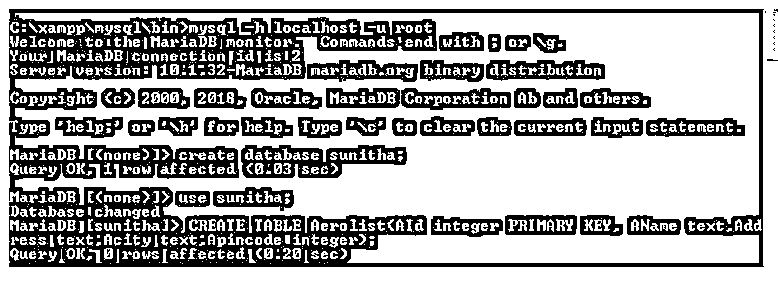 C:\xampp\mysql\bin>mysql -h localhost -u root
Welcome to the MariaDB monitor.  Commands end with ; or \g.
Your MariaDB connection id is 2
Server version: 10.1.32-MariaDB mariadb.org binary distribution
Copyright (c) 2000, 2018, Oracle, MariaDB Corporation Ab and others.
Type 'help;' or '\h' for help. Type '\c' to clear the current input statement.
MariaDB [(none)]> create database sunitha;
Query OK, 1 row affected (0.03 sec)
MariaDB [(none)]> use sunitha;
Database changed
MariaDB [sunitha]> CREATE TABLE Aerolist(AId integer PRIMARY KEY, AName text,Add
ress text,Acity text,Apincode integer);
Query OK, 0 rows affected (0.20 sec)